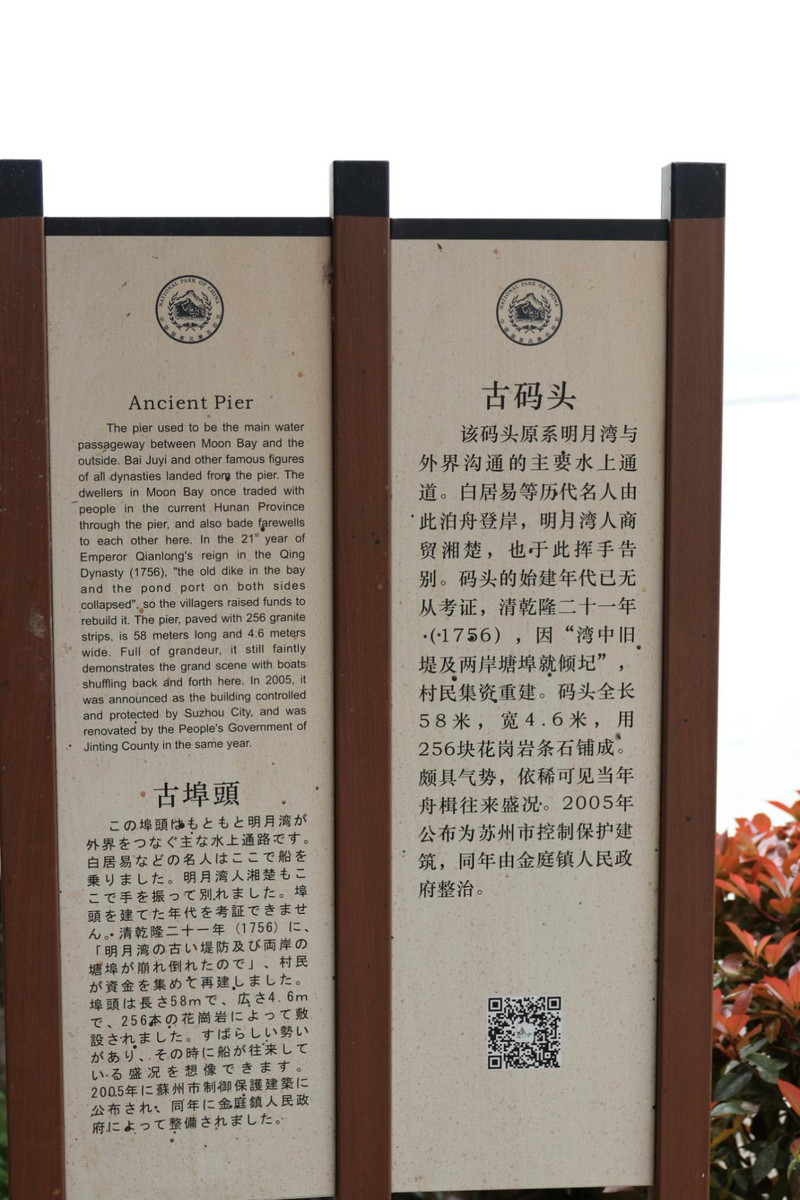 NATIONAL PARK OF CHINA
Ancient Pier
The pier used to be the main water
passageway between Moon Bay and the
outside. Bai Juyi and other famous figures
of all dynasties landed from the pier. The
dwellers in Moon Bay once traded with
people in the current Hunan Province
through the pier, and also bade farewells
to each other here. In the 21st year of
Emperor Qianlong's reign in the Qing
Dynasty (1756), "the old dike in the bay
and the pond port on both sides
collapsed", so the villagers raised funds to
rebuild it. The pier, paved with 256 granite
strips, is 58 meters long and 4.6 meters
wide. Full of grandeur, it still faintly
demonstrates the grand scene with boats
shuffling back and forth here. In 2005, it
was announced as the building controlled
and protected by Suzhou City, and was
renovated by the People's Government of
Jinting County in the same year.
古埠頭
この埠頭はもともと明月湾が
外界をつなぐ主な水上通路です。
白居易などの名人はここで船を
乗りました。明月湾人湘楚もこ
こで手を振って別れました。埠
頭を建てた年代を考証できませ
ん。清乾隆二十一年（1756）に、
「明月湾の古い堤防及び両岸の
塘埠が崩れ倒れたので」、村民
が資金を集めて再建しました。
埠頭は長さ58mで、広さ4.6m
で、256本の花崗岩によって敷
設されました。すばらしい勢い
があり、その時に船が往来して
いる盛况を想像できます。
2005年に蘇州市制御保護建築に
公布され、同年に金庭鎮人民政
府によって整備されました。
NATIONAL PARK OF CHINA
古码头
该码头原系明月湾与
外界沟通的主要水上通
道。白居易等历代名人由
此泊舟登岸，明月湾人商
贸湘楚，也于此挥手告
别。码头的始建年代已无
从考证，清乾隆二十一年
（1756），因“湾中旧
堤及两岸塘埠就倾圮”，
村民集资重建。码头全长
58米，宽4.6米，用
256块花岗岩条石铺成。
颇具气势，依稀可见当年
舟楫往来盛况。2005年
公布为苏州市控制保护建
筑，同年由金庭镇人民政
府整治。